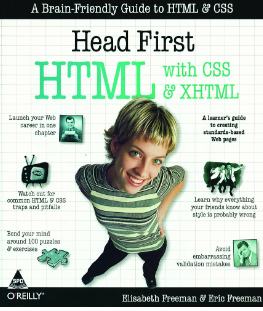 A Brain-Friendly Guide to HTML & CSS
Head First
HTML
with CSS
& XHTML
Launch your Web
career in one
chapter
A learner's guide
to creating
standards-based
Web pages
Watch out for
common HTML & CSS
traps and pitfalls
Learn why everything
your friends know about
style is probably wrong
Bend your mind
around 100 puzzles
& exercises
Avoid
embarrassing
validation mistakes
SPD
O'REILLY
Elisabeth Freeman & Eric Freeman